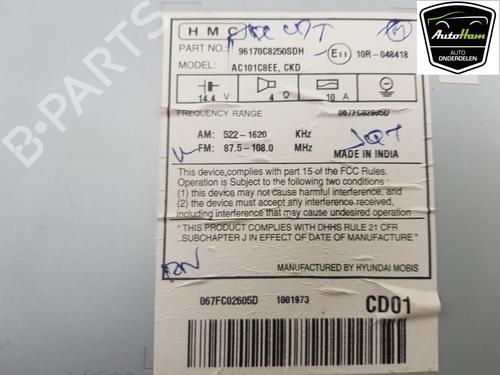 H M C
PART NO. 96170C8250SDH
E11 10R-048418
MODEL: AC101C8EE, CKD
14.4 V 4 Ω 10 A
FREQUENCY RANGE 067FC02605D
AM: 522-1620 KHz
FM: 87.5-108.0 MHz
JQT
MADE IN INDIA
This device,complies with part 15 of the FCC Rules.
Operation is Subject to the following two conditions :
(1) this device may not cause harmful interference, and
(2) the device must accept any interference received,
including interference that may cause undesired operation
" THIS PRODUCT COMPLIES WITH DHHS RULE 21 CFR
SUBCHAPTER J IN EFFECT OF DATE OF MANUFACTURE"
MANUFACTURED BY HYUNDAI MOBIS
067FC02605D 1001973 CD01
AutoHam
AUTO ONDERDELEN
B-PARTS